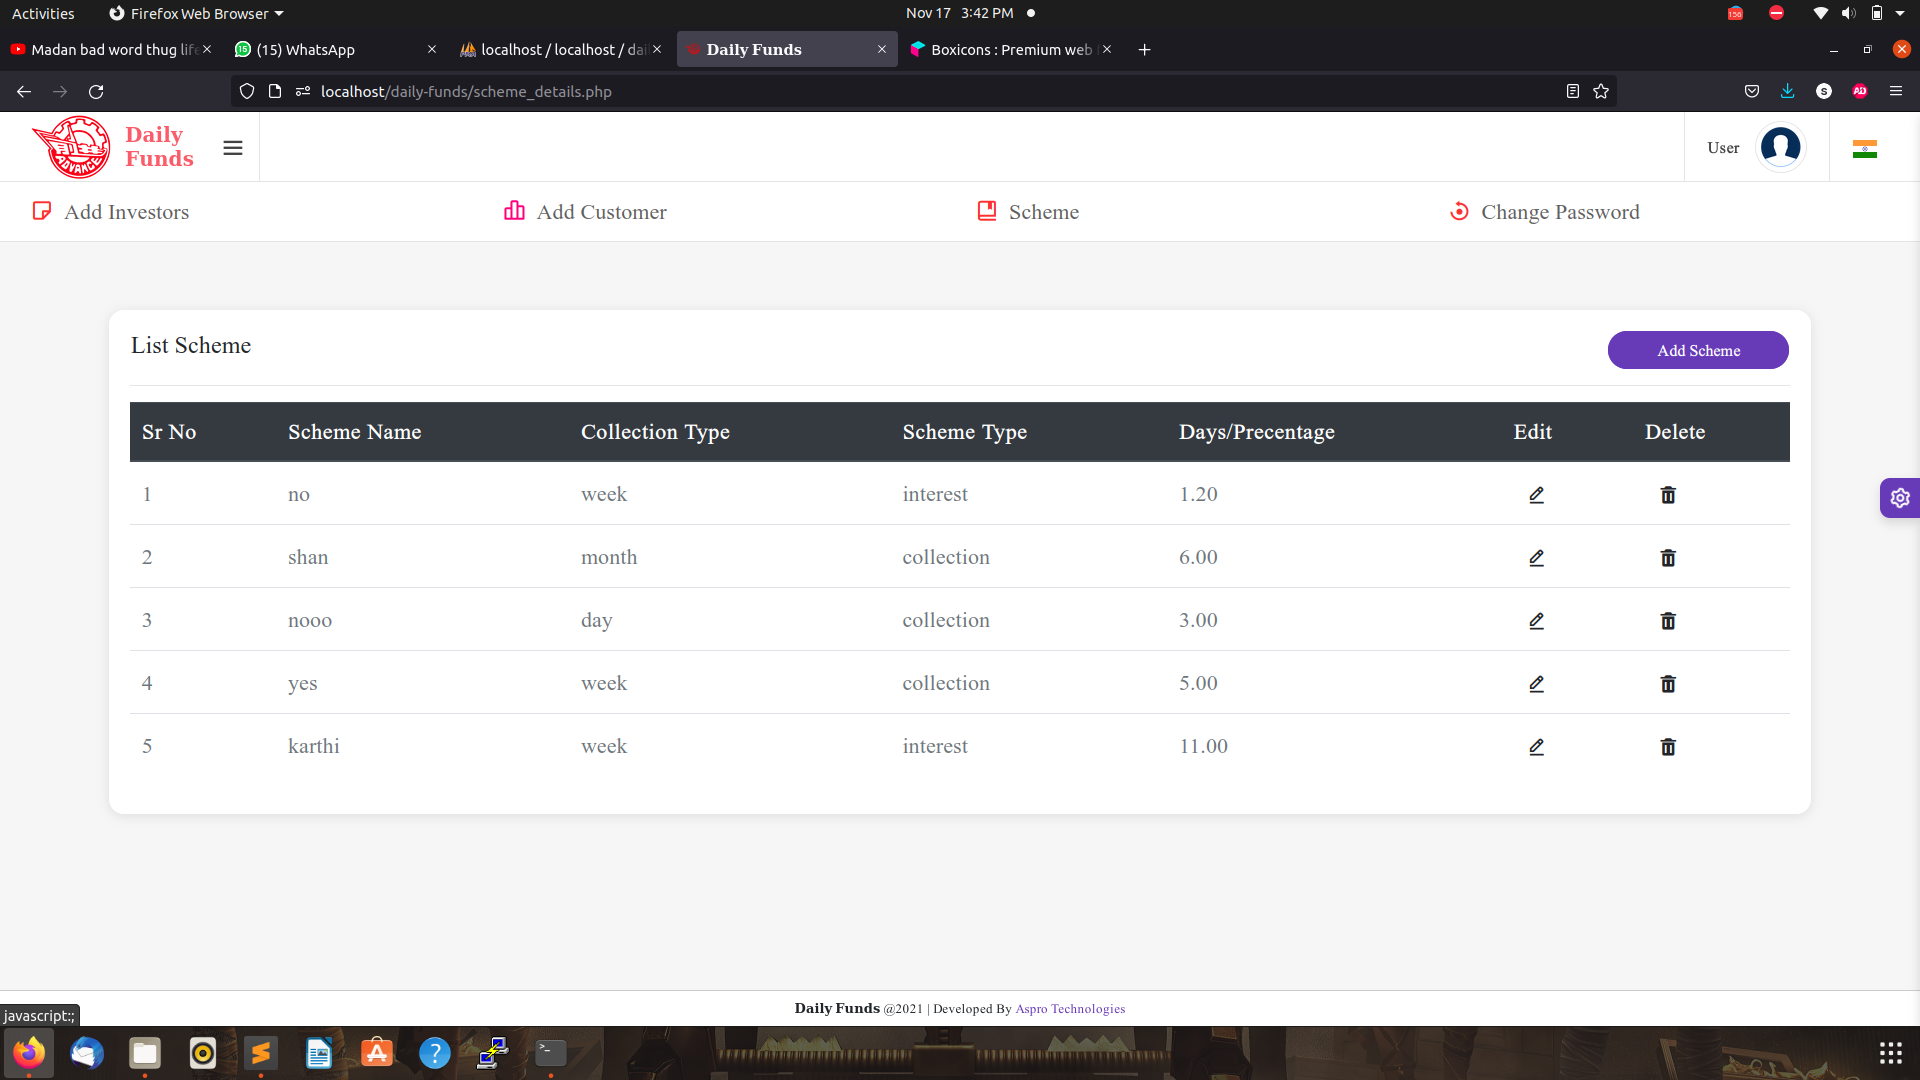 Activities Firefox Web Browser Nov 17 3:42 PM 156
Madan bad word thug life (15) WhatsApp localhost / localhost / dai Daily Funds Boxicons : Premium web
localhost/daily-funds/scheme_details.php S AD
ADVANCE Daily Funds User
Add Investors Add Customer Scheme Change Password
List Scheme Add Scheme
Sr No Scheme Name Collection Type Scheme Type Days/Precentage Edit Delete
1 no week interest 1.20
2 shan month collection 6.00
3 nooo day collection 3.00
4 yes week collection 5.00
5 karthi week interest 11.00
Daily Funds @2021 | Developed By Aspro Technologies
javascript:;